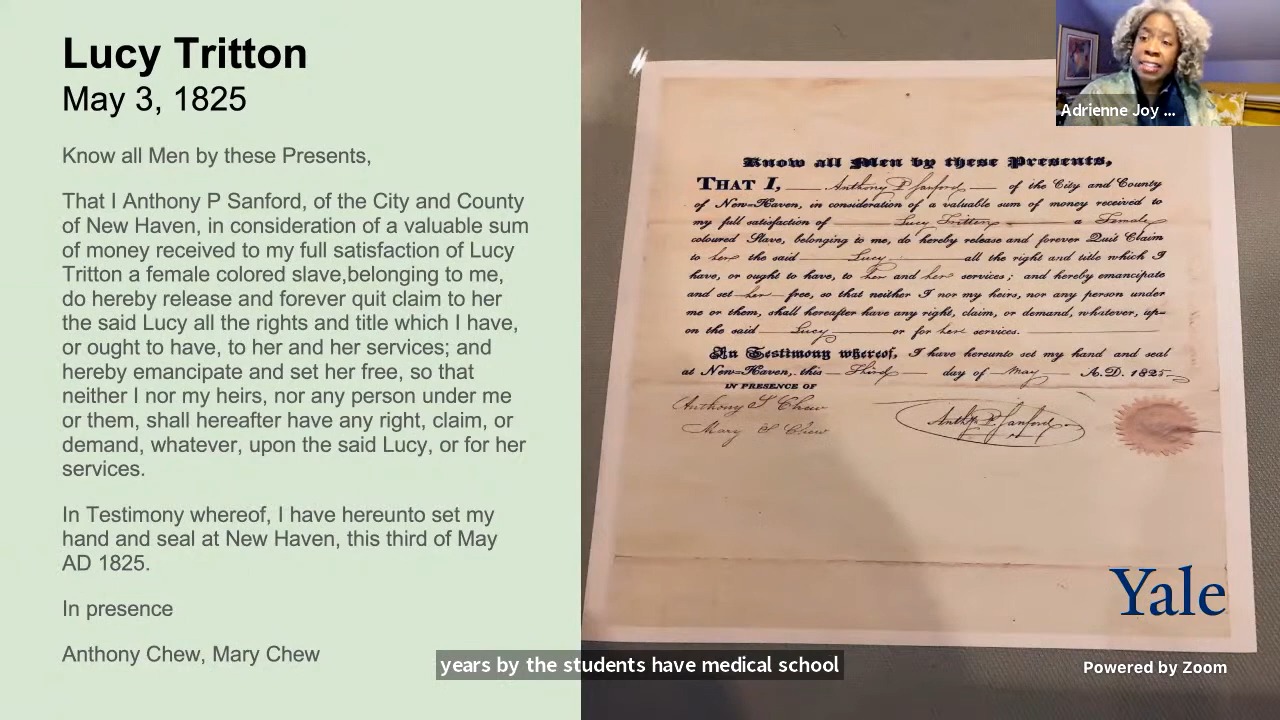 Lucy Tritton
May 3, 1825
Know all Men by these Presents,
That I Anthony P Sanford, of the City and County
of New Haven, in consideration of a valuable sum
of money received to my full satisfaction of Lucy
Tritton a female colored slave,belonging to me,
do hereby release and forever quit claim to her
the said Lucy all the rights and title which I have,
or ought to have, to her and her services; and
hereby emancipate and set her free, so that
neither I nor my heirs, nor any person under me
or them, shall hereafter have any right, claim, or
demand, whatever, upon the said Lucy, or for her
services.
In Testimony whereof, I have hereunto set my
hand and seal at New Haven, this third of May
AD 1825.
In presence
Anthony Chew, Mary Chew
Know all Men by these Presents,
THAT I, Anthony P Sanford of the City and County
of New=Haven, in consideration of a valuable sum of money received to
my full satisfaction of Lucy Tritton a Female
coloured Slave, belonging to me, do hereby release and forever Quit Claim
to her the said Lucy all the right and title which I
have, or ought to have, to her and her services; and hereby emancipate
and set her free, so that neither I nor my heirs, nor any person under
me or them, shall hereafter have any right, claim, or demand, whatever, up-
on the said Lucy or for her services.
In Testimony whereof, I have hereunto set my hand and seal
at New=Haven, this Third day of May A.D. 1825
IN PRESENCE OF
Anthony S Chew
Mary S Chew
Anth P Sanford
Adrienne Joy ...
Yale
years by the students have medical school
Powered by Zoom